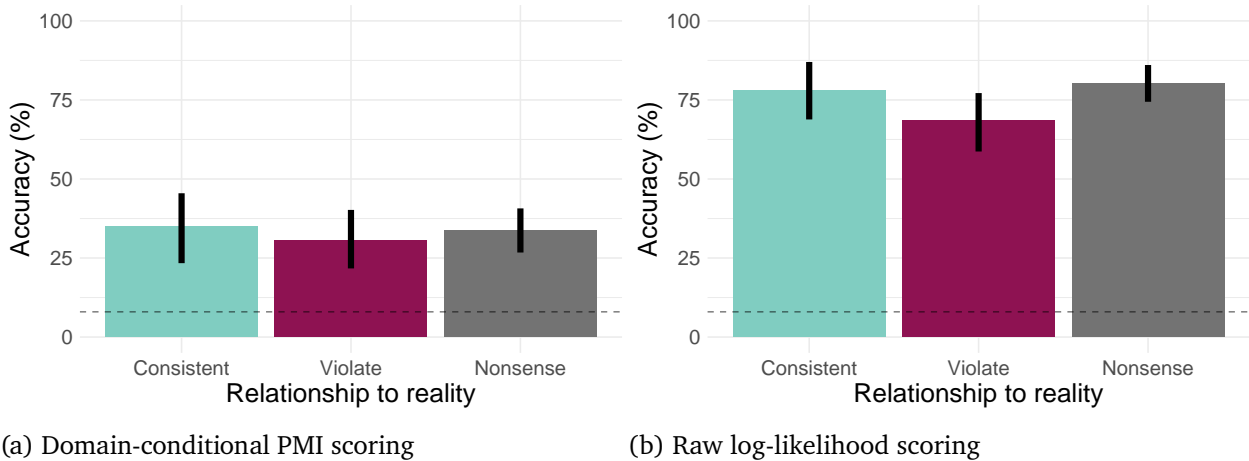 100
75
50
25
0
Accuracy (%)
Consistent
Violate
Nonsense
Relationship to reality
(a) Domain-conditional PMI scoring
100
75
50
25
0
Accuracy (%)
Consistent
Violate
Nonsense
Relationship to reality
(b) Raw log-likelihood scoring